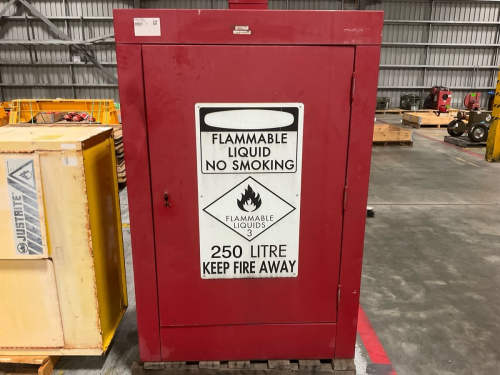 FLAMMABLE
LIQUID
NO SMOKING
FLAMMABLE
LIQUIDS
3
250 LITRE
KEEP FIRE AWAY
JUSTRITE